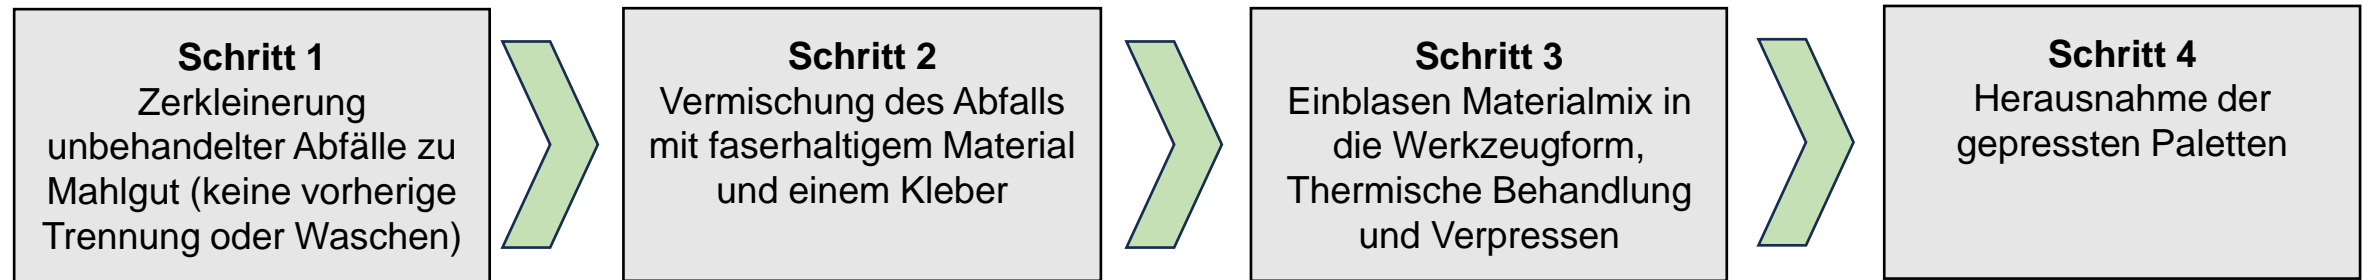 Schritt 1
Zerkleinerung
unbehandelter Abfälle zu
Mahlgut (keine vorherige
Trennung oder Waschen)
Schritt 2
Vermischung des Abfalls
mit faserhaltigem Material
und einem Kleber
Schritt 3
Einblasen Materialmix in
die Werkzeugform,
Thermische Behandlung
und Verpressen
Schritt 4
Herausnahme der
gepressten Paletten